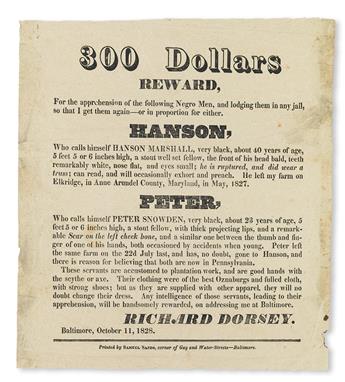 300 Dollars
REWARD,
For the apprehension of the following Negro Men, and lodging them in any jail,
so that I get them again—or in proportion for either.
HANSON,
Who calls himself HANSON MARSHALL, very black, about 40 years of age,
5 feet 5 or 6 inches high, a stout well set fellow, the front of his head bald, teeth
remarkably white, nose flat, and eyes small; he is ruptured, and did wear a
truss; can read, and will occasionally exhort and preach. He left my farm on
Elkridge, in Anne Arundel County, Maryland, in May, 1827.
PETER,
Who calls himself PETER SNOWDEN, very black, about 23 years of age, 5
feet 5 or 6 inches high, a stout fellow, with thick projecting lips, and a remark-
able Scar on the left cheek bone, and a similar one between the thumb and fin-
ger of one of his hands, both occasioned by accidents when young. Peter left
the same farm on the 22d July last, and has, no doubt, gone to Hanson, and
there is reason for believing that both are now in Pennsylvania.
These servants are accustomed to plantation work, and are good hands with
the scythe or axe. Their clothing were of the best Oznaburgs and fulled cloth,
with strong shoes; but as they are supplied with other apparel, they will no
doubt change their dress. Any intelligence of those servants, leading to their
apprehension, will be handsomely rewarded, on addressing me at Baltimore.
RICHARD DORSEY.
Baltimore, October 11, 1828.
Printed by SAMUEL SANDS, corner of Gay and Water-Streets—Baltimore.